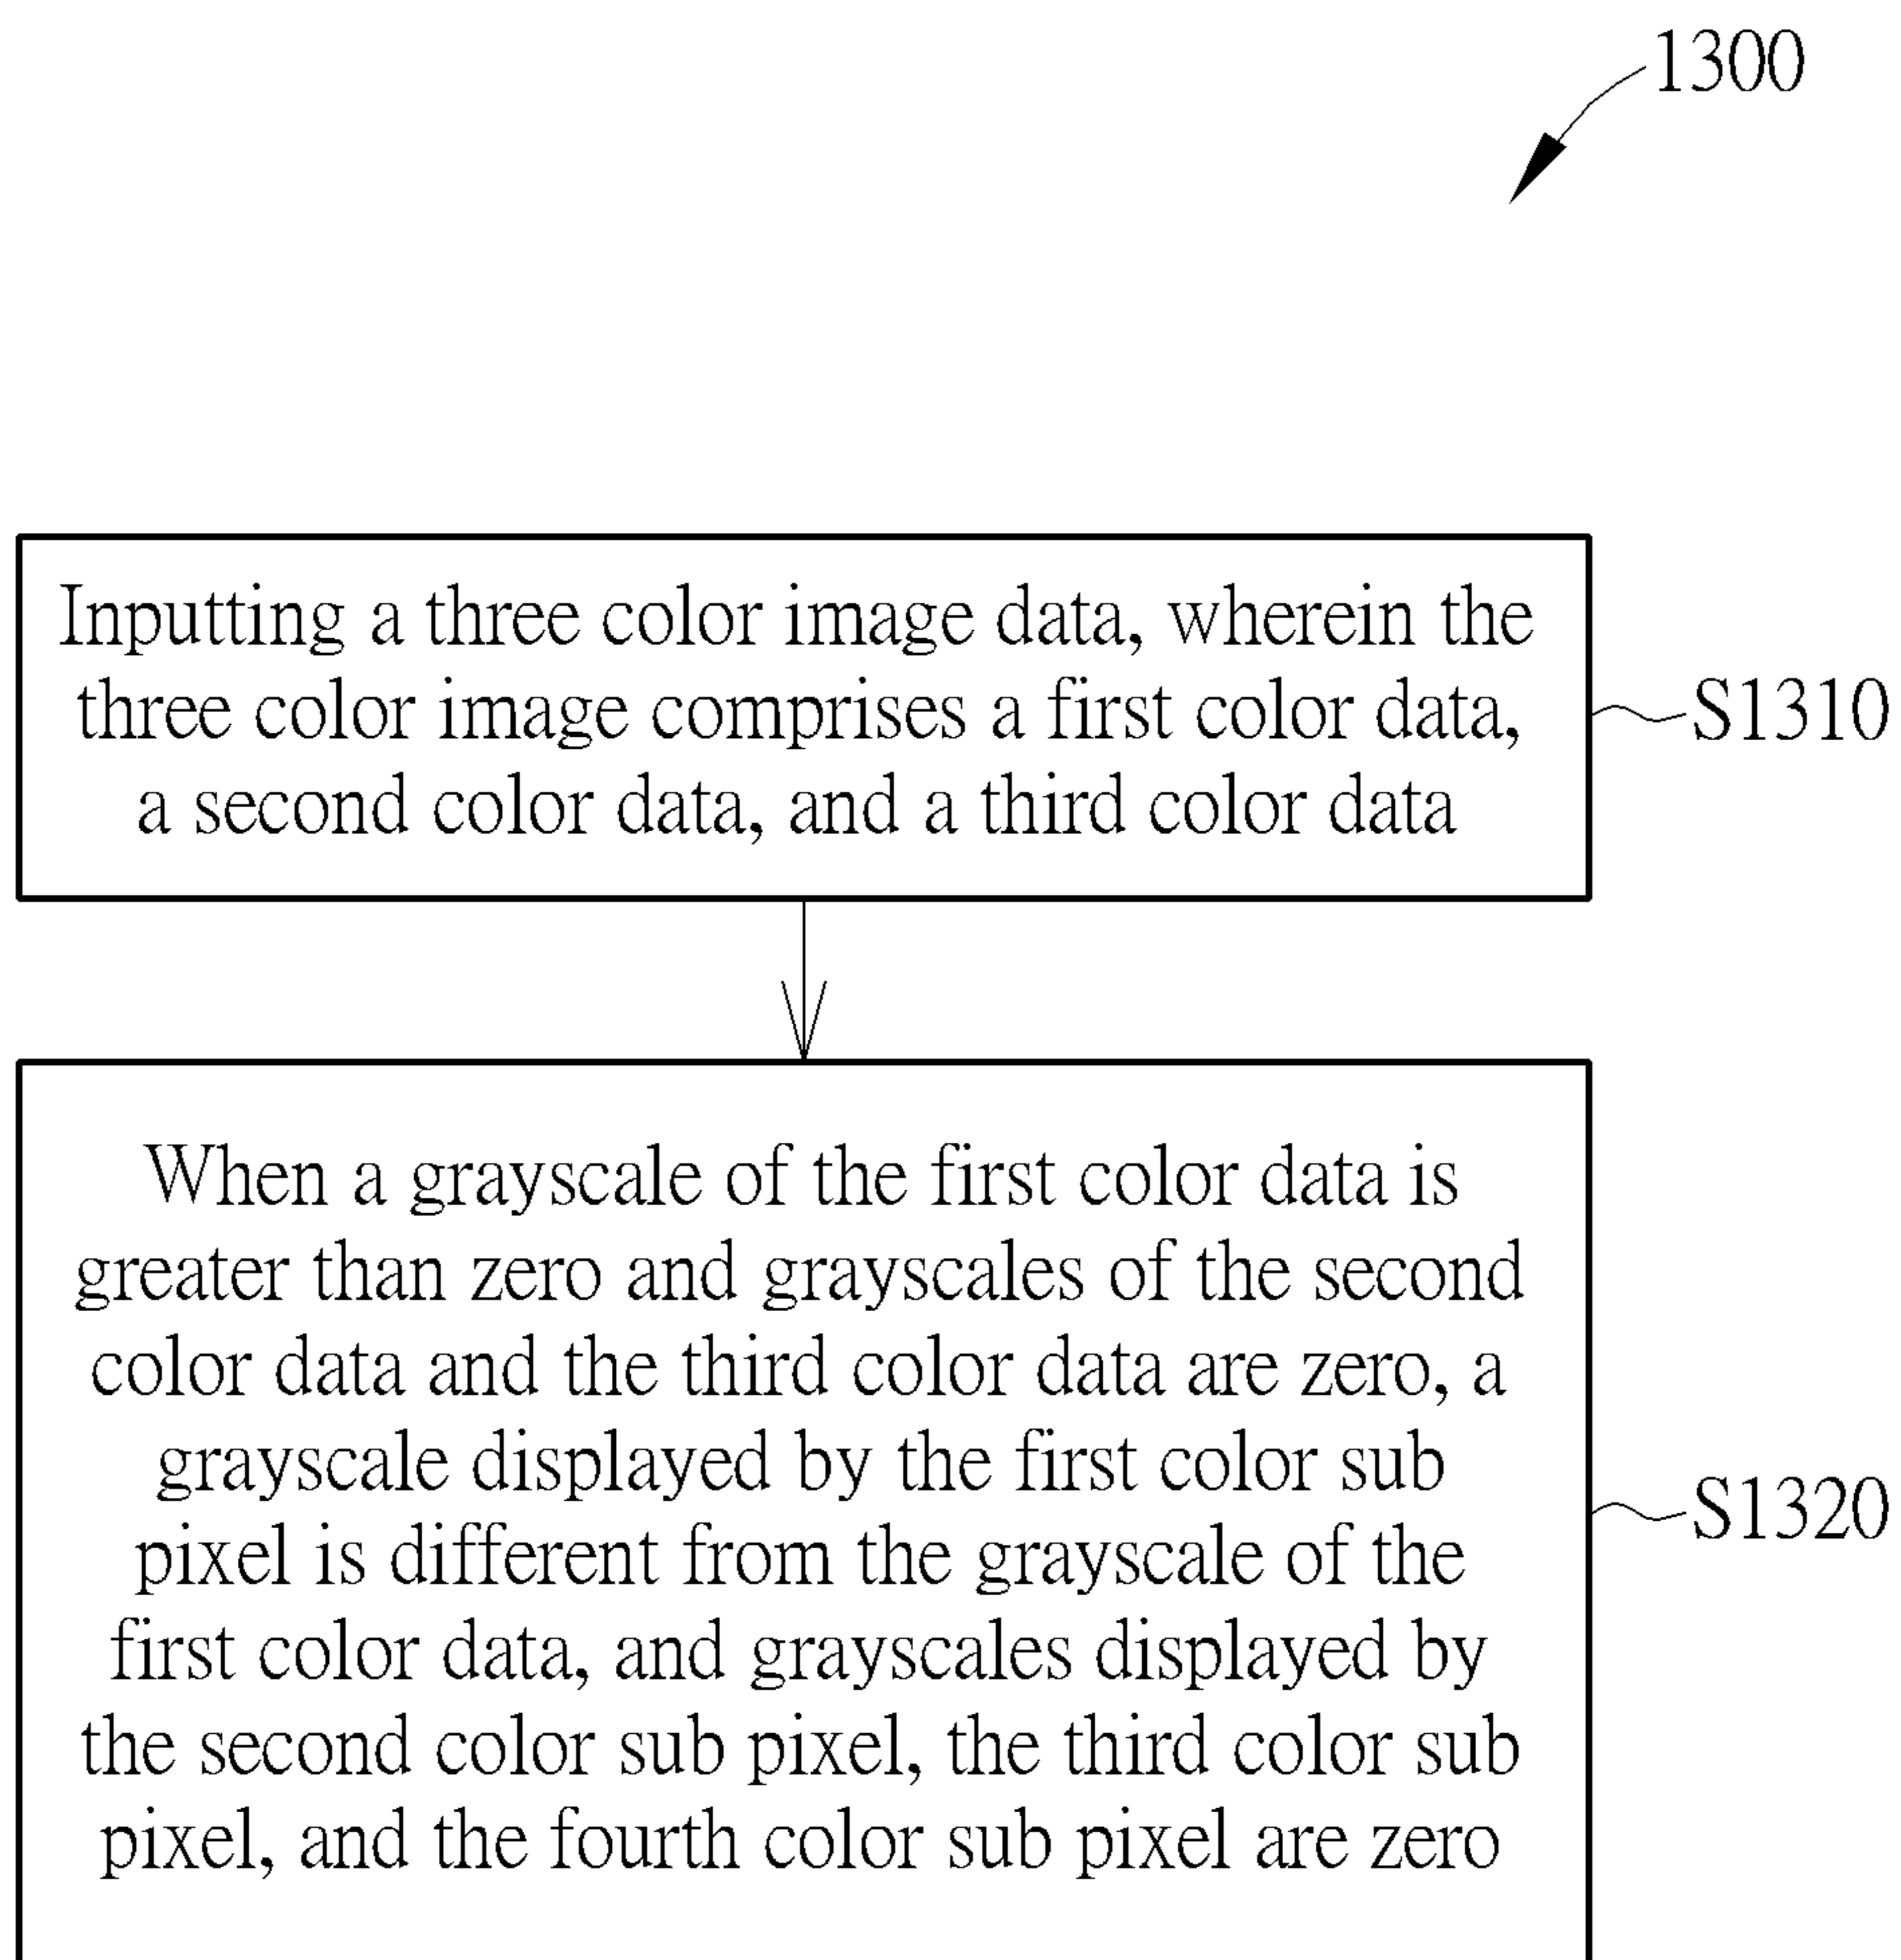 1300
Inputting a three color image data, wherein the
three color image comprises a first color data,
a second color data, and a third color data
S1310
When a grayscale of the first color data is
greater than zero and grayscales of the second
color data and the third color data are zero, a
grayscale displayed by the first color sub
pixel is different from the grayscale of the
first color data, and grayscales displayed by
the second color sub pixel, the third color sub
pixel, and the fourth color sub pixel are zero
S1320